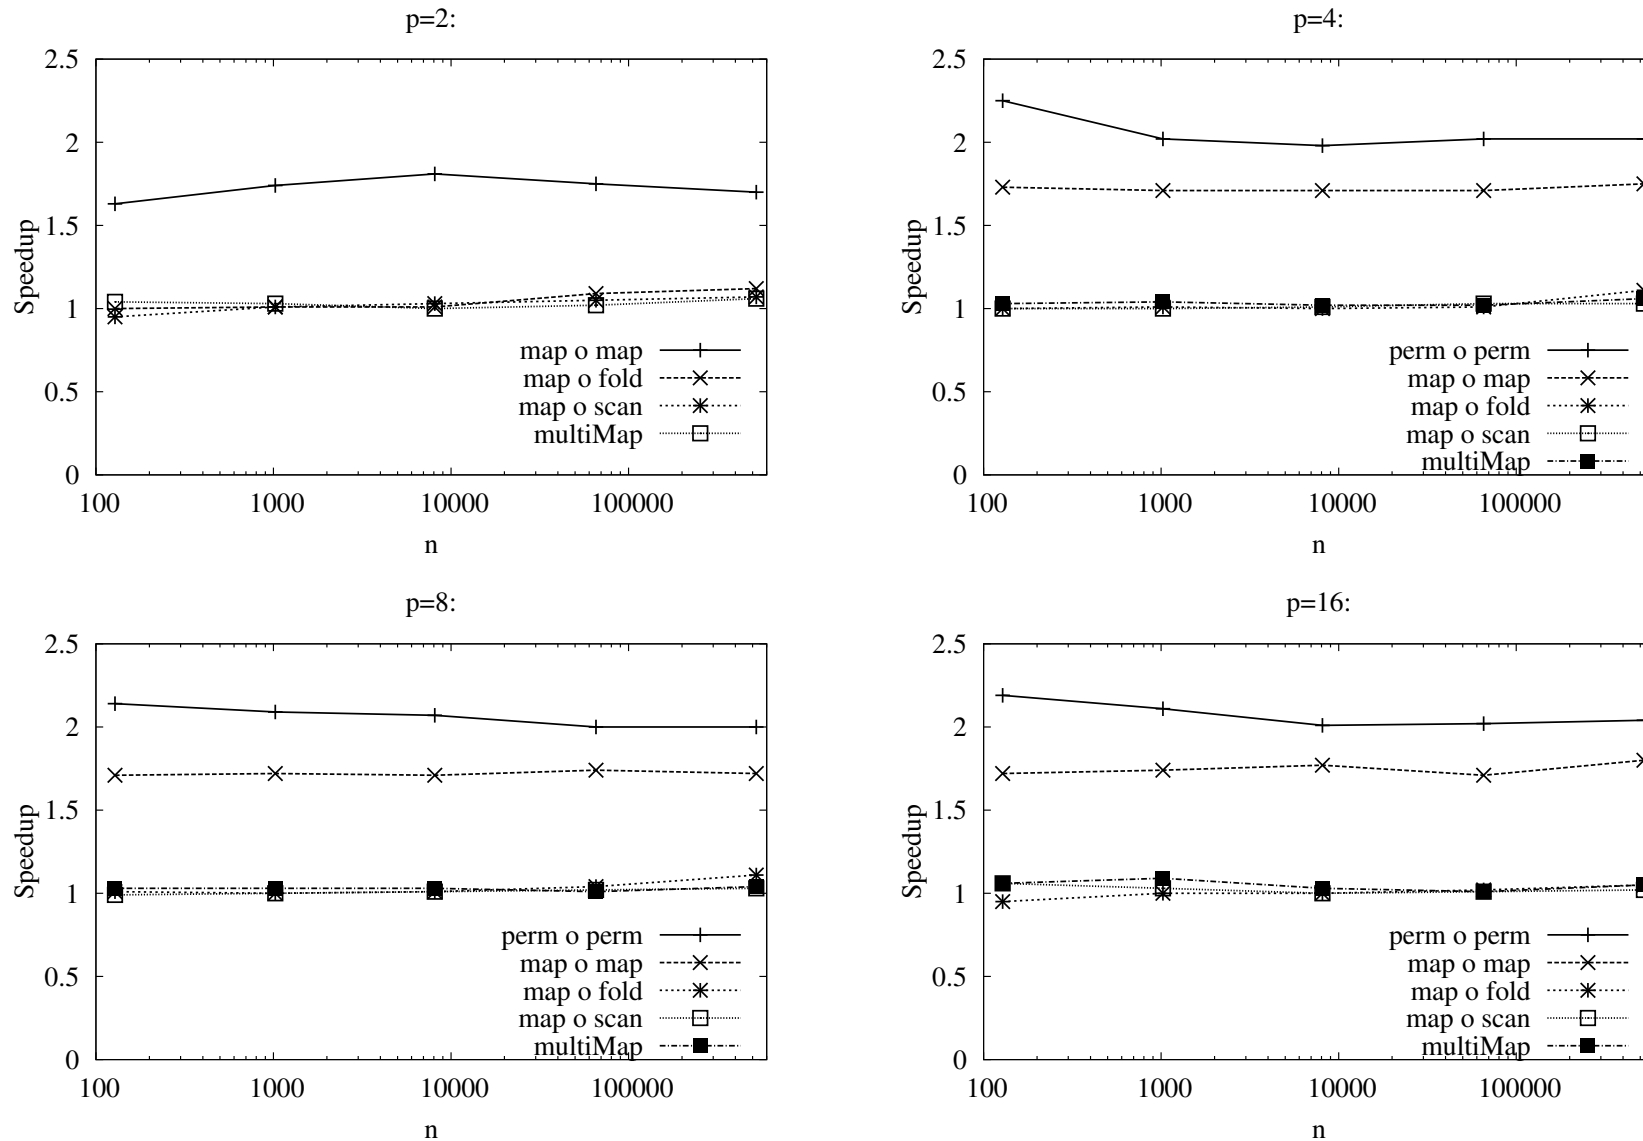 p=2:
2.5
2
1.5
1
0.5
0
Speedup
map o map
map o fold
map o scan
multiMap
100 1000 10000 100000
n
p=4:
2.5
2
1.5
1
0.5
0
Speedup
perm o perm
map o map
map o fold
map o scan
multiMap
100 1000 10000 100000
n
p=8:
2.5
2
1.5
1
0.5
0
Speedup
perm o perm
map o map
map o fold
map o scan
multiMap
100 1000 10000 100000
n
p=16:
2.5
2
1.5
1
0.5
0
Speedup
perm o perm
map o map
map o fold
map o scan
multiMap
100 1000 10000 100000
n